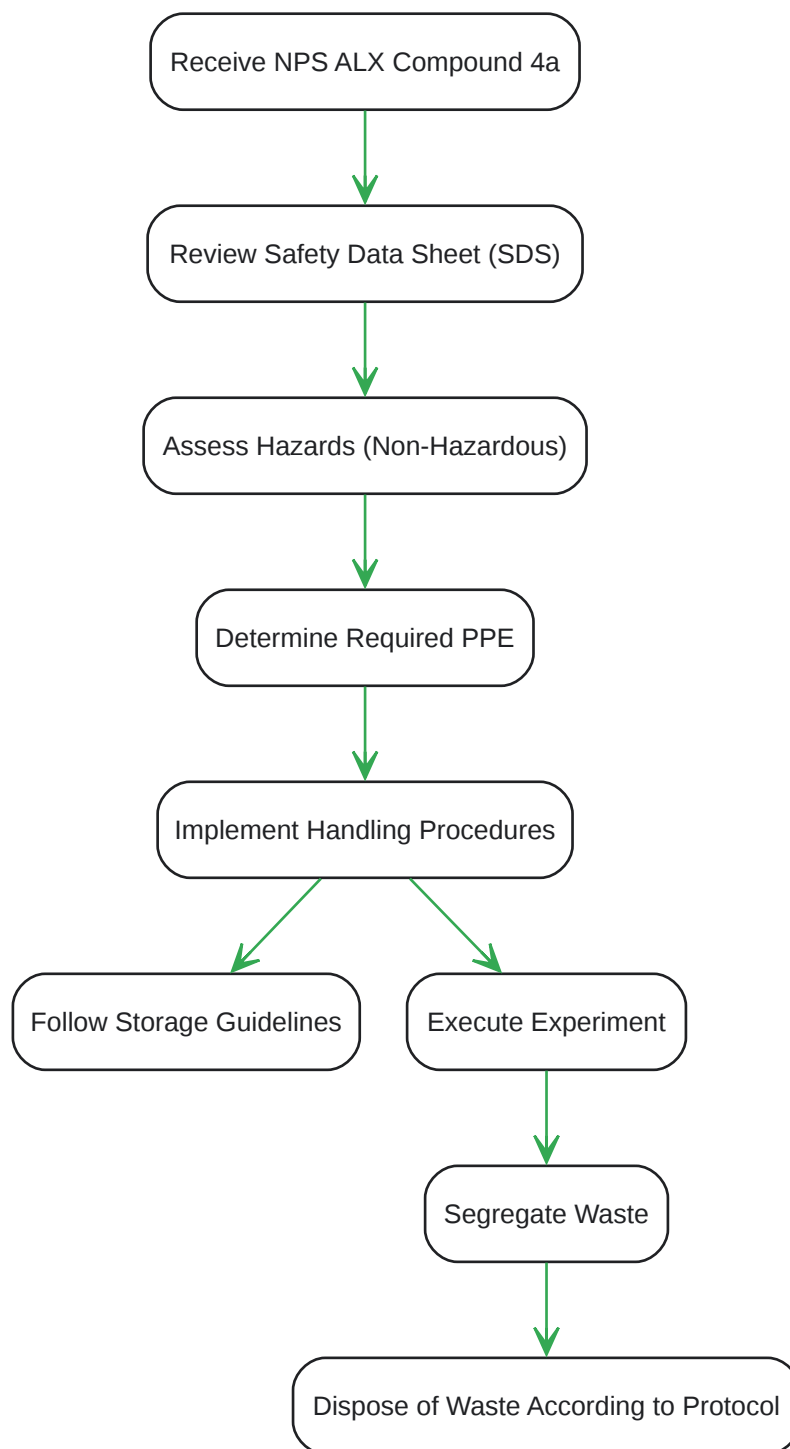 Receive NPS ALX Compound 4a
Review Safety Data Sheet (SDS)
Assess Hazards (Non-Hazardous)
Determine Required PPE
Implement Handling Procedures
Follow Storage Guidelines
Execute Experiment
Segregate Waste
Dispose of Waste According to Protocol